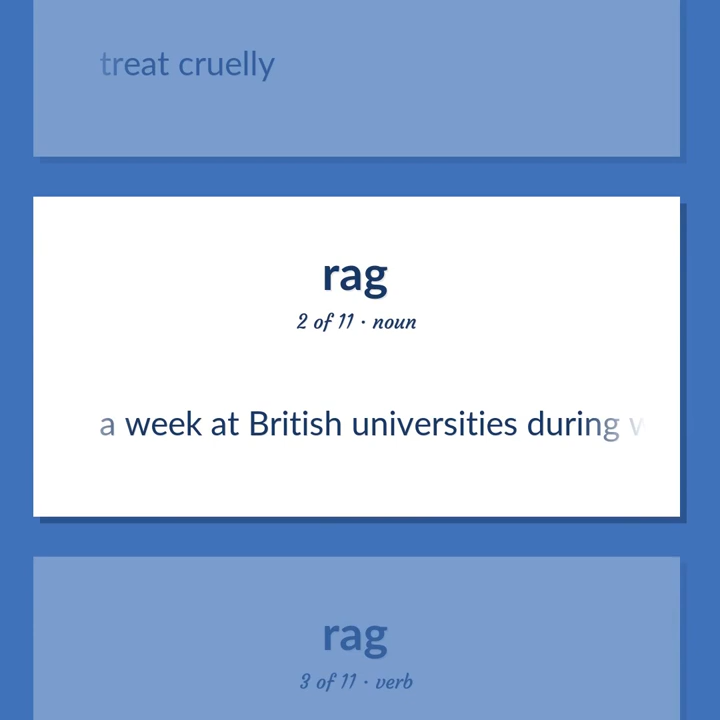 treat cruelly
rag
2 of 11 · noun
a week at British universities during
rag
3 of 11 · verb